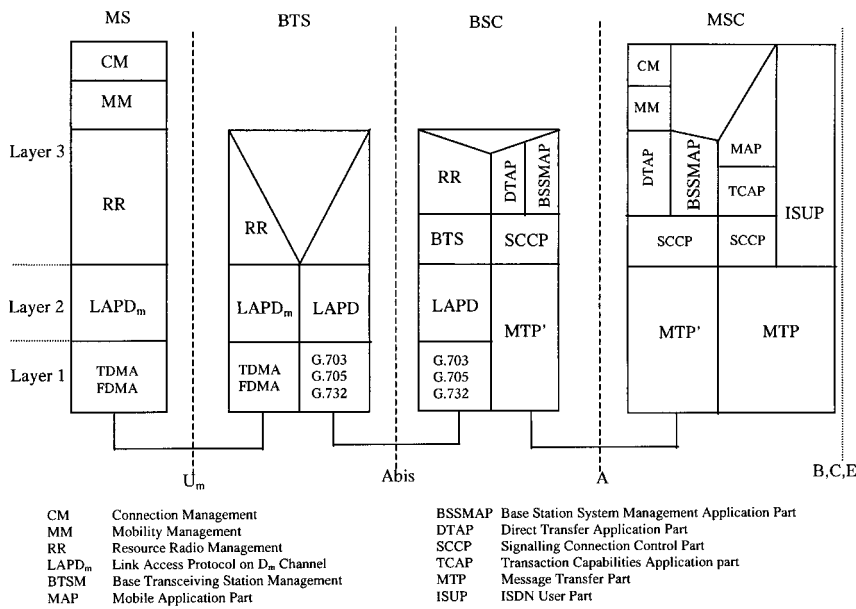 MS BTS BSC MSC
CM
MM
RR
LAPDm
TDMA
FDMA
Layer 3
Layer 2
Layer 1
RR
LAPDm LAPD
TDMA
FDMA
G.703
G.705
G.732
RR DTAP BSSMAP
BTS SCCP
LAPD MTP'
G.703
G.705
G.732
CM
MM
DTAP BSSMAP MAP
TCAP
ISUP
SCCP SCCP
MTP' MTP
Um Abis A B,C,E
CM Connection Management
MM Mobility Management
RR Resource Radio Management
LAPDm Link Access Protocol on Dm Channel
BTSM Base Transceiving Station Management
MAP Mobile Application Part
BSSMAP Base Station System Management Application Part
DTAP Direct Transfer Application Part
SCCP Signalling Connection Control Part
TCAP Transaction Capabilities Application part
MTP Message Transfer Part
ISUP ISDN User Part